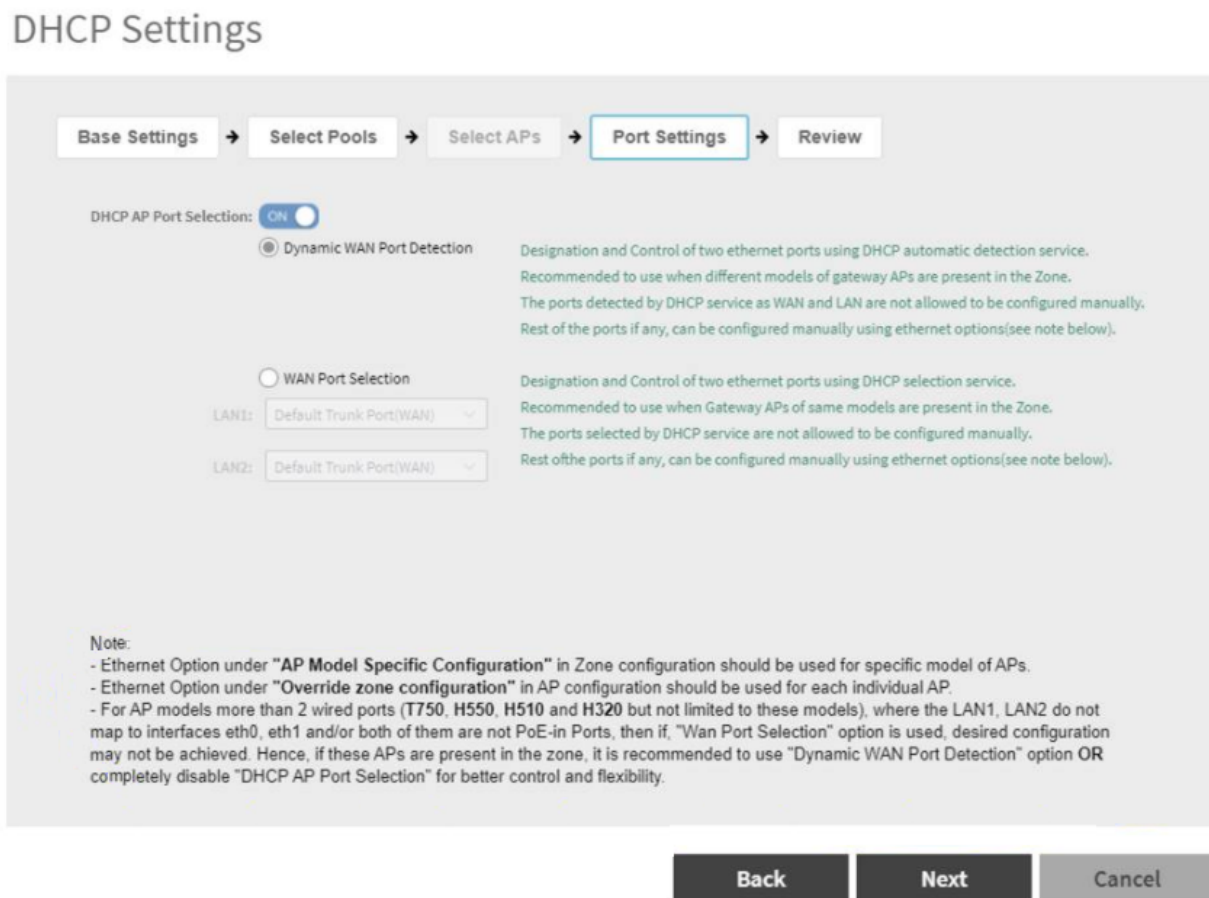 DHCP Settings
Base Settings → Select Pools → Select APs → Port Settings → Review
DHCP AP Port Selection: ON
Dynamic WAN Port Detection
Designation and Control of two ethernet ports using DHCP automatic detection service.
Recommended to use when different models of gateway APs are present in the Zone.
The ports detected by DHCP service as WAN and LAN are not allowed to be configured manually.
Rest of the ports if any, can be configured manually using ethernet options(see note below).
WAN Port Selection
LAN1: Default Trunk Port(WAN)
LAN2: Default Trunk Port(WAN)
Designation and Control of two ethernet ports using DHCP selection service.
Recommended to use when Gateway APs of same models are present in the Zone.
The ports selected by DHCP service are not allowed to be configured manually.
Rest ofthe ports if any, can be configured manually using ethernet options(see note below).
Note:
- Ethernet Option under "AP Model Specific Configuration" in Zone configuration should be used for specific model of APs.
- Ethernet Option under "Override zone configuration" in AP configuration should be used for each individual AP.
- For AP models more than 2 wired ports (T750, H550, H510 and H320 but not limited to these models), where the LAN1, LAN2 do not
map to interfaces eth0, eth1 and/or both of them are not PoE-in Ports, then if, "Wan Port Selection" option is used, desired configuration
may not be achieved. Hence, if these APs are present in the zone, it is recommended to use "Dynamic WAN Port Detection" option OR
completely disable "DHCP AP Port Selection" for better control and flexibility.
Back Next Cancel